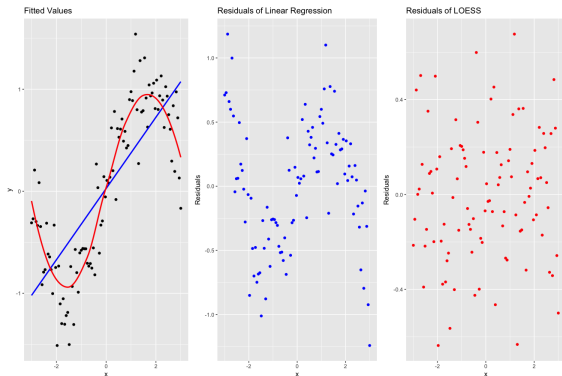 Fitted Values
Residuals of Linear Regression
Residuals of LOESS
y
1
0
-1
-2
0
2
x
Residuals
1.0
0.5
0.0
-0.5
-1.0
-2
0
2
x
Residuals
0.4
0.0
-0.4
-2
0
2
x